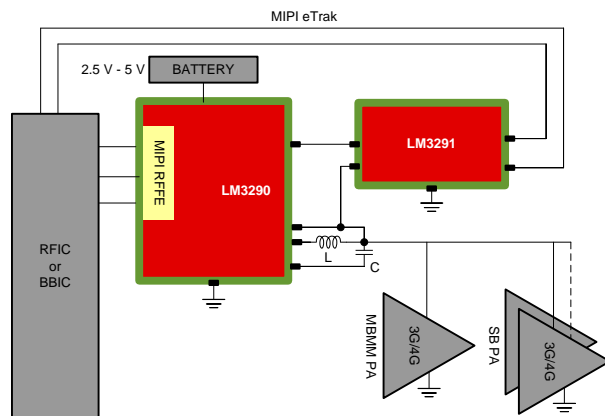 MIPI eTrak
2.5 V - 5 V
BATTERY
MIPI RFFE
LM3290
LM3291
RFIC
or
BBIC
L
C
MBMM PA
3G/4G
SB PA
3G/4G